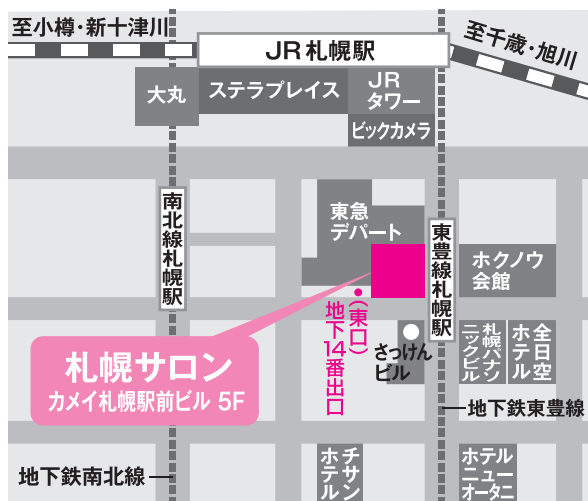 至小樽・新十津川
JR札幌駅
至千歳・旭川
大丸
ステラプレイス
JR
タワー
ビックカメラ
南北線札幌駅
東急
デパート
東豊線札幌駅
ホクノウ
会館
(東口)
地下14番出口
さっけん
ビル
札幌パナソ
ニックビル
全日空
ホテル
札幌サロン
カメイ札幌駅前ビル 5F
地下鉄東豊線
地下鉄南北線
チサン
ホテル
ホテル
ニュー
オータニ